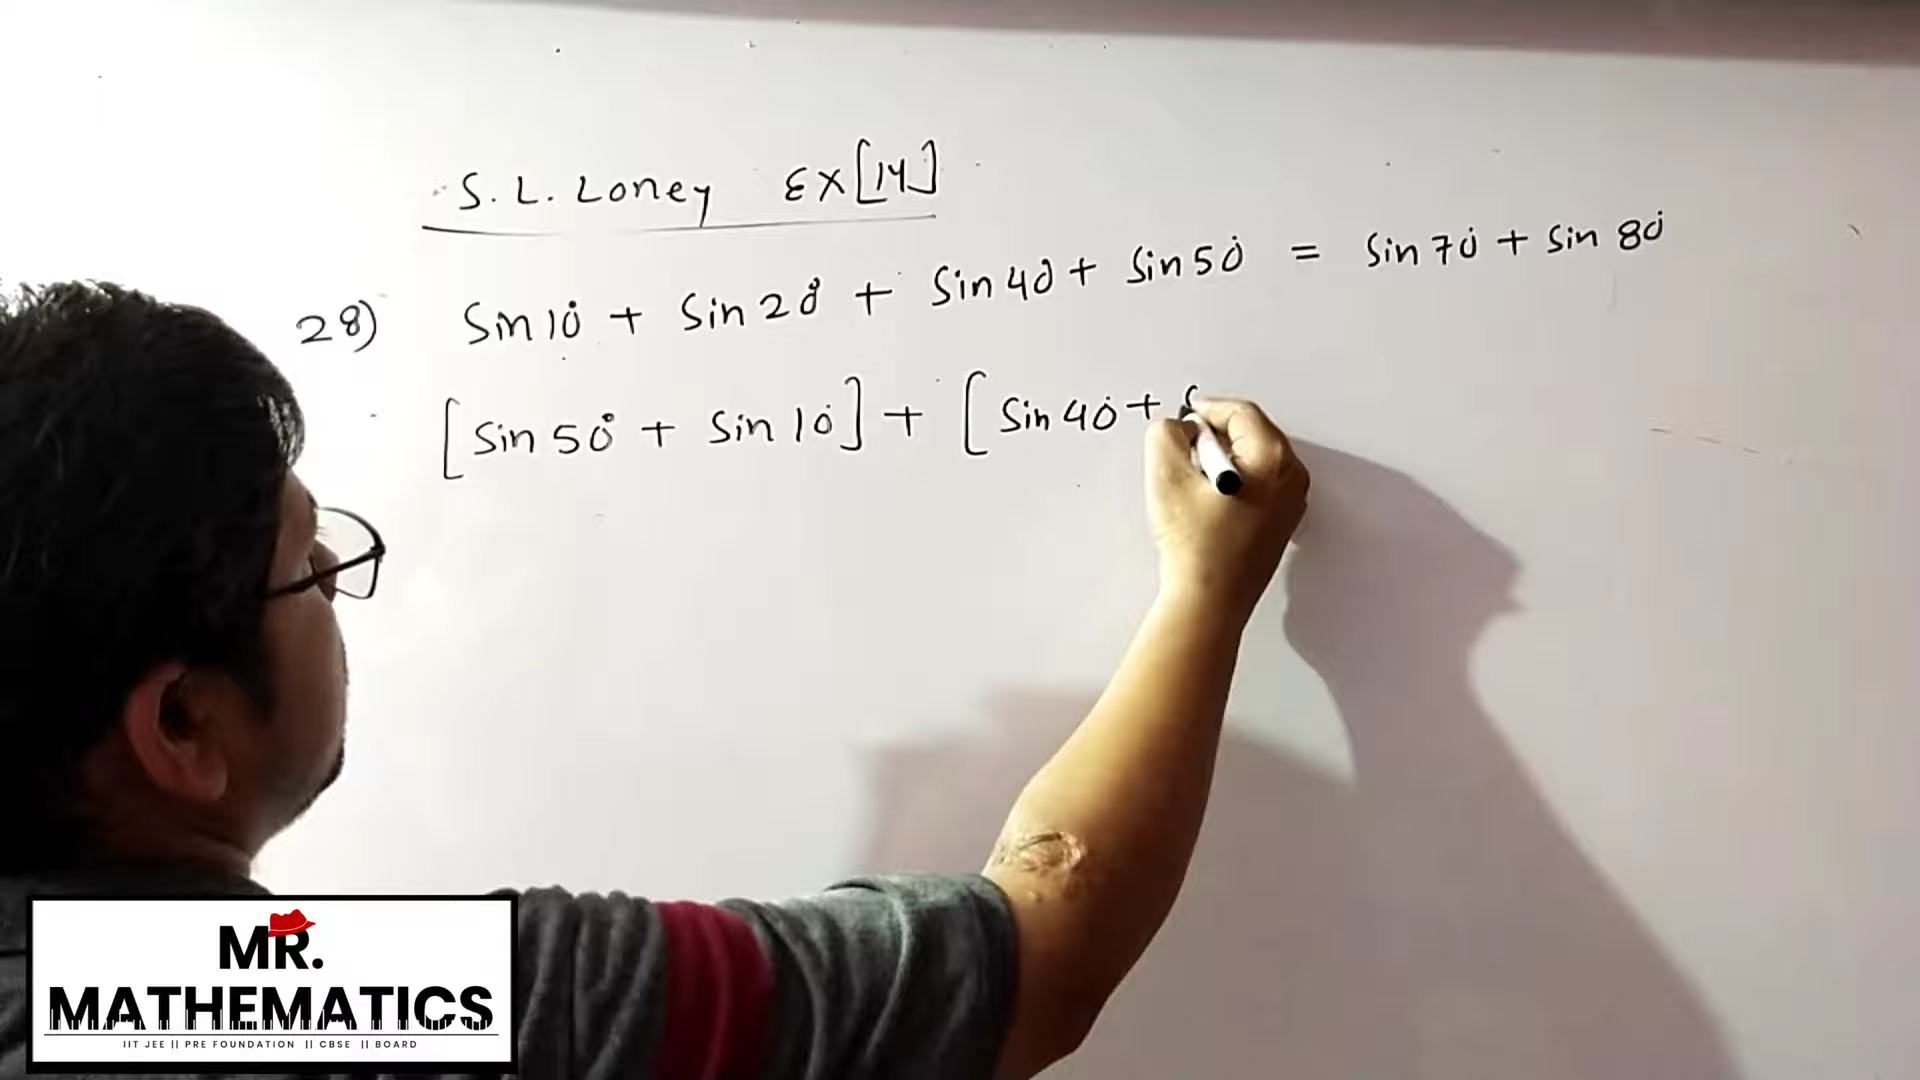 S. L. Loney EX[14]
28) Sin10° + Sin20° + Sin40° + Sin50° = Sin70° + Sin80°
[Sin50° + Sin10°] + [Sin40° + S
MR.
MATHEMATICS
IIT JEE || PRE FOUNDATION || CBSE || BOARD